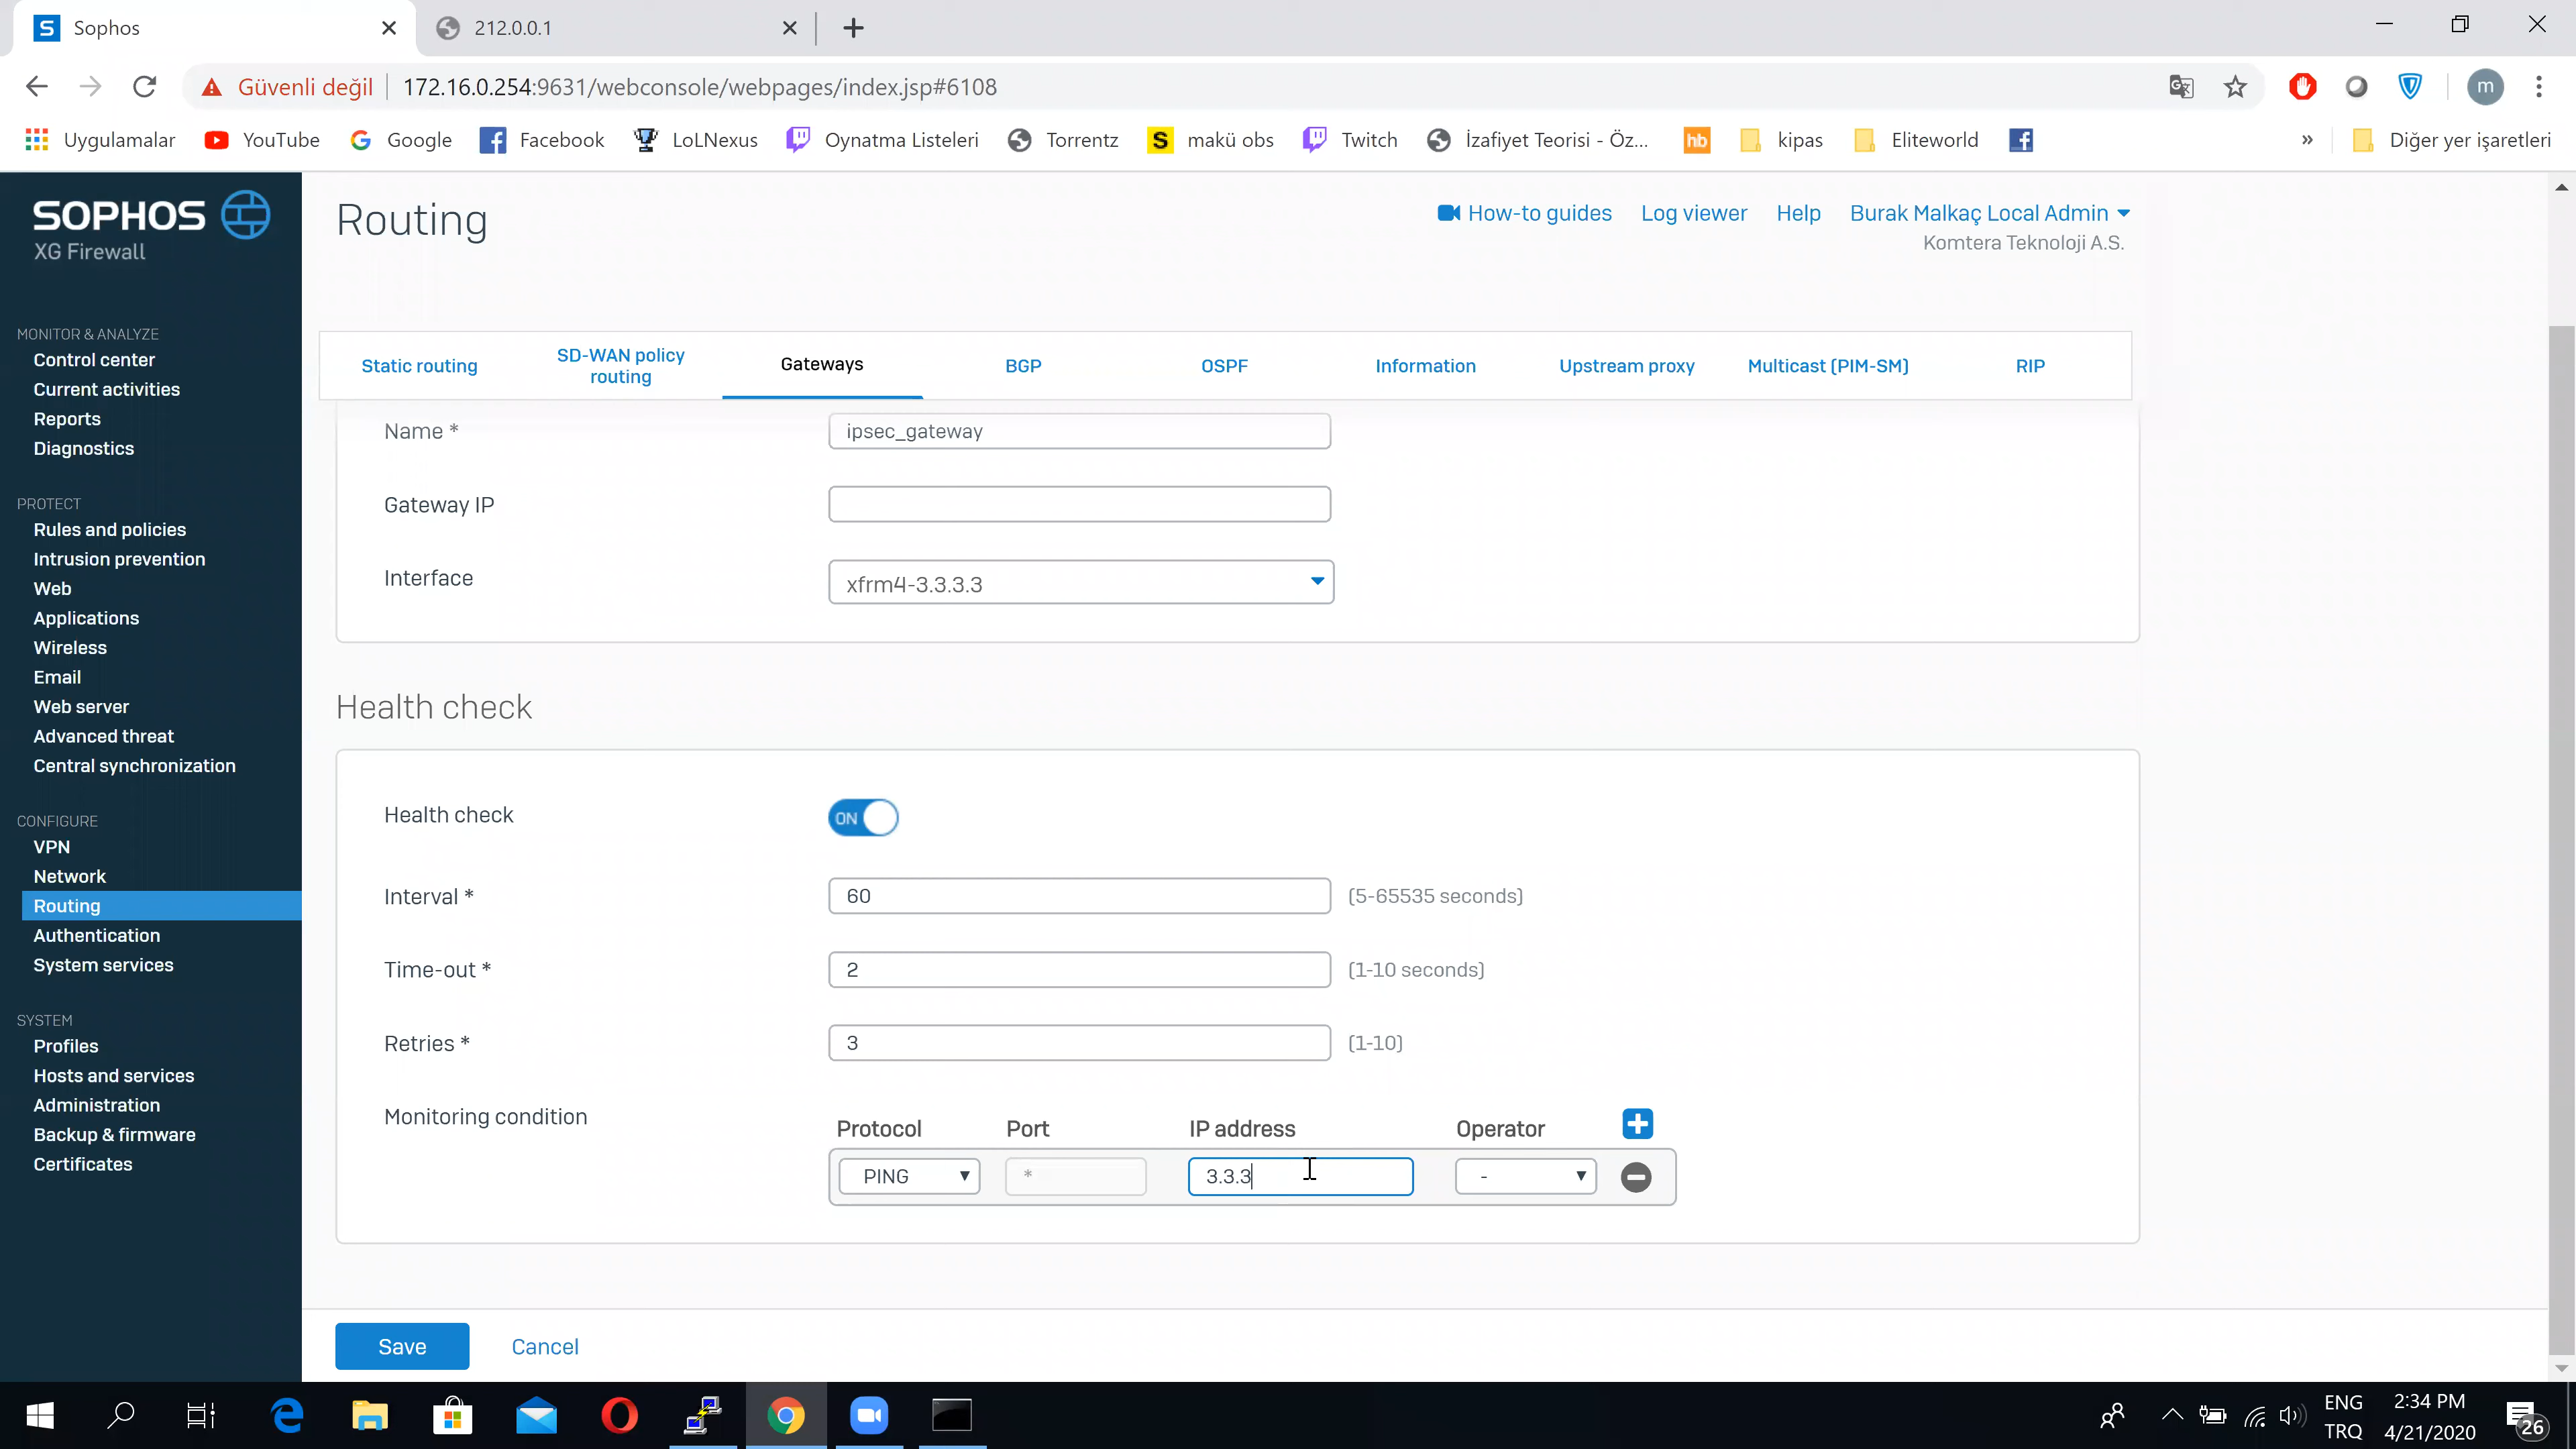 Sophos
212.0.0.1
Güvenli değil
172.16.0.254:9631/webconsole/webpages/index.jsp#6108
m
Uygulamalar
YouTube
Google
Facebook
LoLNexus
Oynatma Listeleri
Torrentz
S makü obs
Twitch
İzafiyet Teorisi - Öz...
hb
kipas
Eliteworld
»
Diğer yer işaretleri
SOPHOS
XG Firewall
Routing
How-to guides
Log viewer
Help
Burak Malkaç Local Admin
Komtera Teknoloji A.S.
MONITOR & ANALYZE
Control center
Current activities
Reports
Diagnostics
PROTECT
Rules and policies
Intrusion prevention
Web
Applications
Wireless
Email
Web server
Advanced threat
Central synchronization
CONFIGURE
VPN
Network
Routing
Authentication
System services
SYSTEM
Profiles
Hosts and services
Administration
Backup & firmware
Certificates
Static routing
SD-WAN policy
routing
Gateways
BGP
OSPF
Information
Upstream proxy
Multicast (PIM-SM)
RIP
Name * ipsec_gateway
Gateway IP
Interface xfrm4-3.3.3.3
Health check
Health check ON
Interval * 60 (5-65535 seconds)
Time-out * 2 (1-10 seconds)
Retries * 3 (1-10)
Monitoring condition
Protocol Port IP address Operator
PING * 3.3.3 -
Save
Cancel
ENG
TRQ
2:34 PM
4/21/2020
26